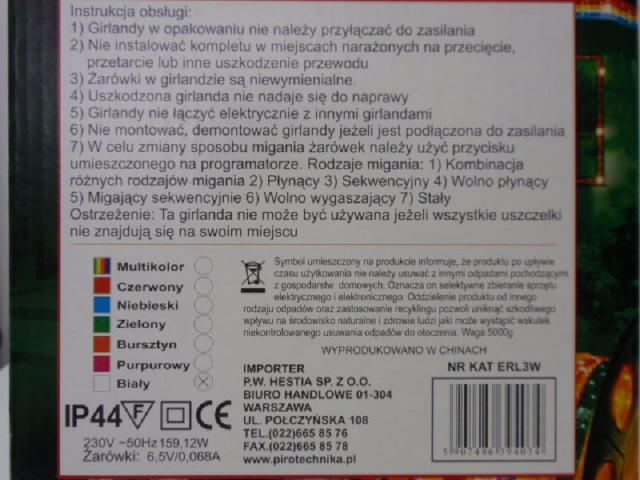 Instrukcja obsługi:
1) Girlandy w opakowaniu nie należy przyłączać do zasilania
2) Nie instalować kompletu w miejscach narażonych na przecięcie,
przetarcie lub inne uszkodzenie przewodu
3) Żarówki w girlandzie są niewymienialne.
4) Uszkodzona girlanda nie nadaje się do naprawy
5) Girlandy nie łączyć elektrycznie z innymi girlandami
6) Nie montować, demontować girlandy jeżeli jest podłączona do zasilania
7) W celu zmiany sposobu migania żarówek należy użyć przycisku
umieszczonego na programatorze. Rodzaje migania: 1) Kombinacja
różnych rodzajów migania 2) Płynący 3) Sekwencyjny 4) Wolno płynący
5) Migający sekwencyjnie 6) Wolno wygaszający 7) Stały
Ostrzeżenie: Ta girlanda nie może być używana jeżeli wszystkie uszczelki
nie znajdują się na swoim miejscu
Multikolor
Czerwony
Niebieski
Zielony
Bursztyn
Purpurowy
Biały
Symbol umieszczony na produkcie informuje, że produktu po upływie
czasu użytkowania nie należy usuwać z innymi odpadami pochodzącymi
z gospodarstw domowych. Oznacza on selektywne zbieranie sprzętu
elektrycznego i elektronicznego. Oddzielenie produktu od innego
rodzaju odpadów oraz zastosowanie recyklingu pozwoli uniknąć szkodliwego
wpływu na środowisko naturalne i zdrowie ludzi jaki może wystąpić wskutek
niekontrolowanego usuwania odpadów do otoczenia. Waga 5000g
WYPRODUKOWANO W CHINACH
IMPORTER
P.W. HESTIA SP. Z O.O.
BIURO HANDLOWE 01-304
WARSZAWA
UL. POŁCZYŃSKA 108
TEL.(022)665 85 76
FAX.(022)665 85 78
www.pirotechnika.pl
NR KAT ERL3W
5907486394034
IP44 F CE
230V ~50Hz 159,12W
Żarówki: 6,5V/0,068A